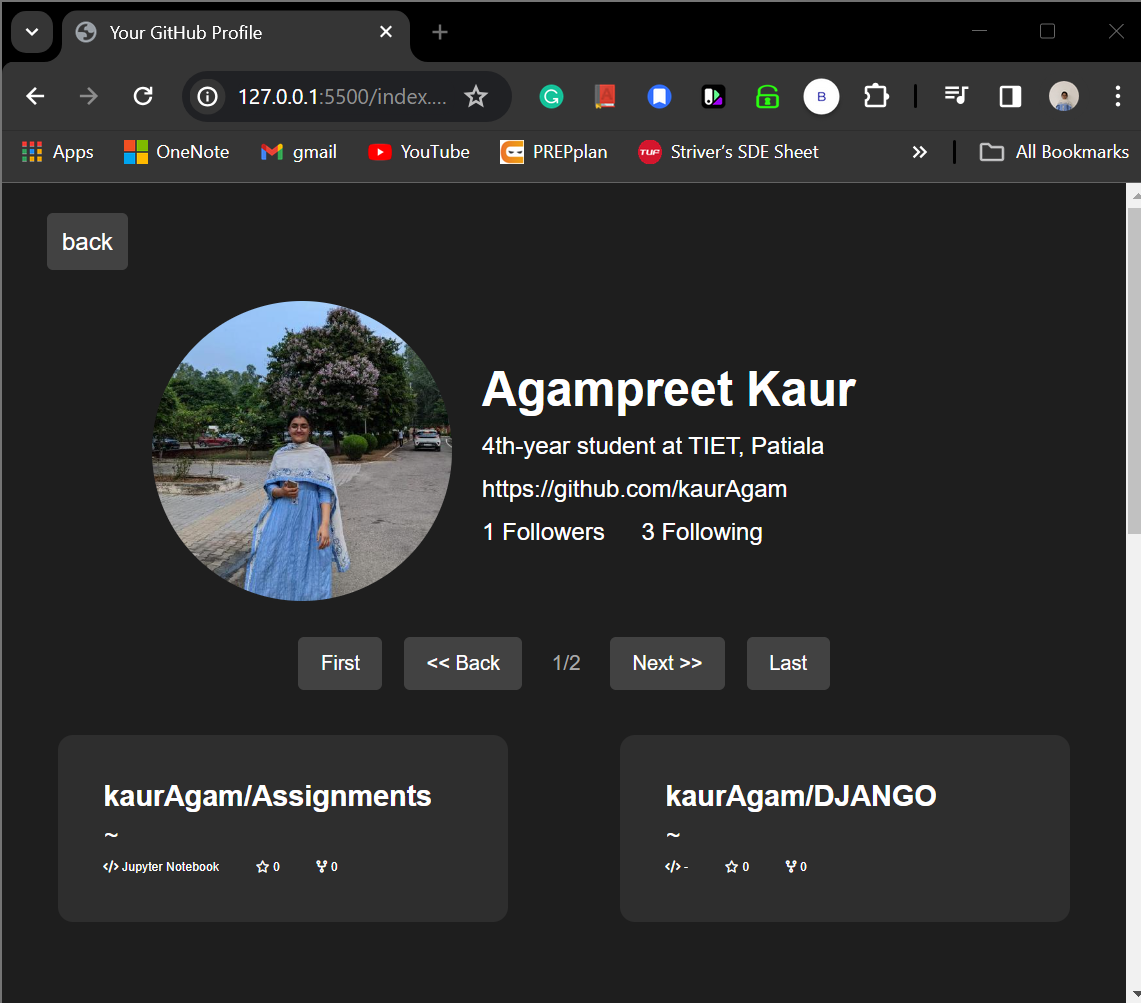 Your GitHub Profile
127.0.0.1:5500/index....
B
Apps OneNote gmail YouTube PREPplan TUF Striver's SDE Sheet » All Bookmarks
back
Agampreet Kaur
4th-year student at TIET, Patiala
https://github.com/kaurAgam
1 Followers 3 Following
First << Back 1/2 Next >> Last
kaurAgam/Assignments
~
</> Jupyter Notebook 0 0
kaurAgam/DJANGO
~
</> - 0 0